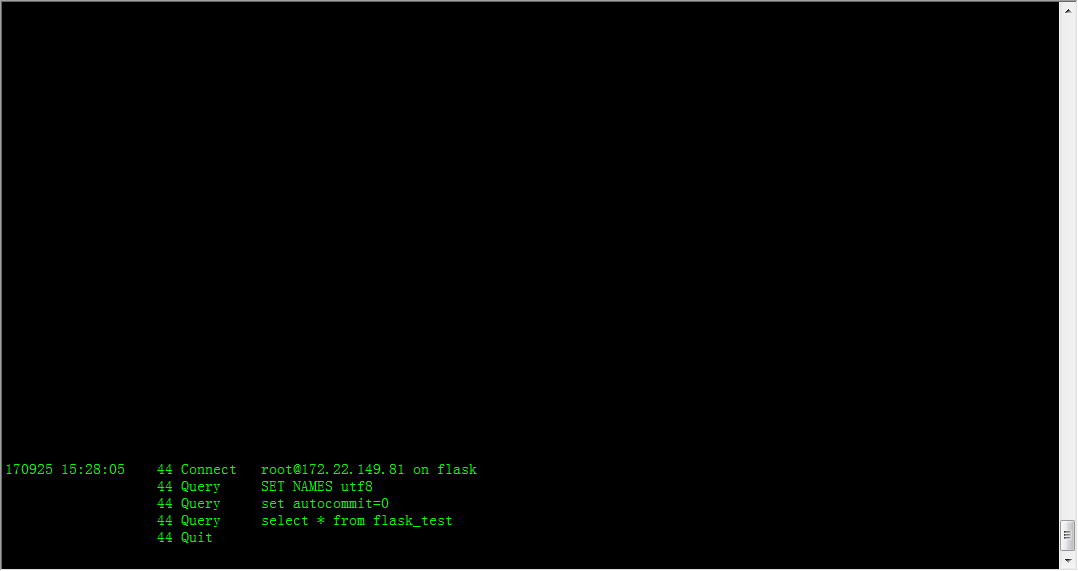 170925 15:28:05    44 Connect   root@172.22.149.81 on flask
                   44 Query     SET NAMES utf8
                   44 Query     set autocommit=0
                   44 Query     select * from flask_test
                   44 Quit